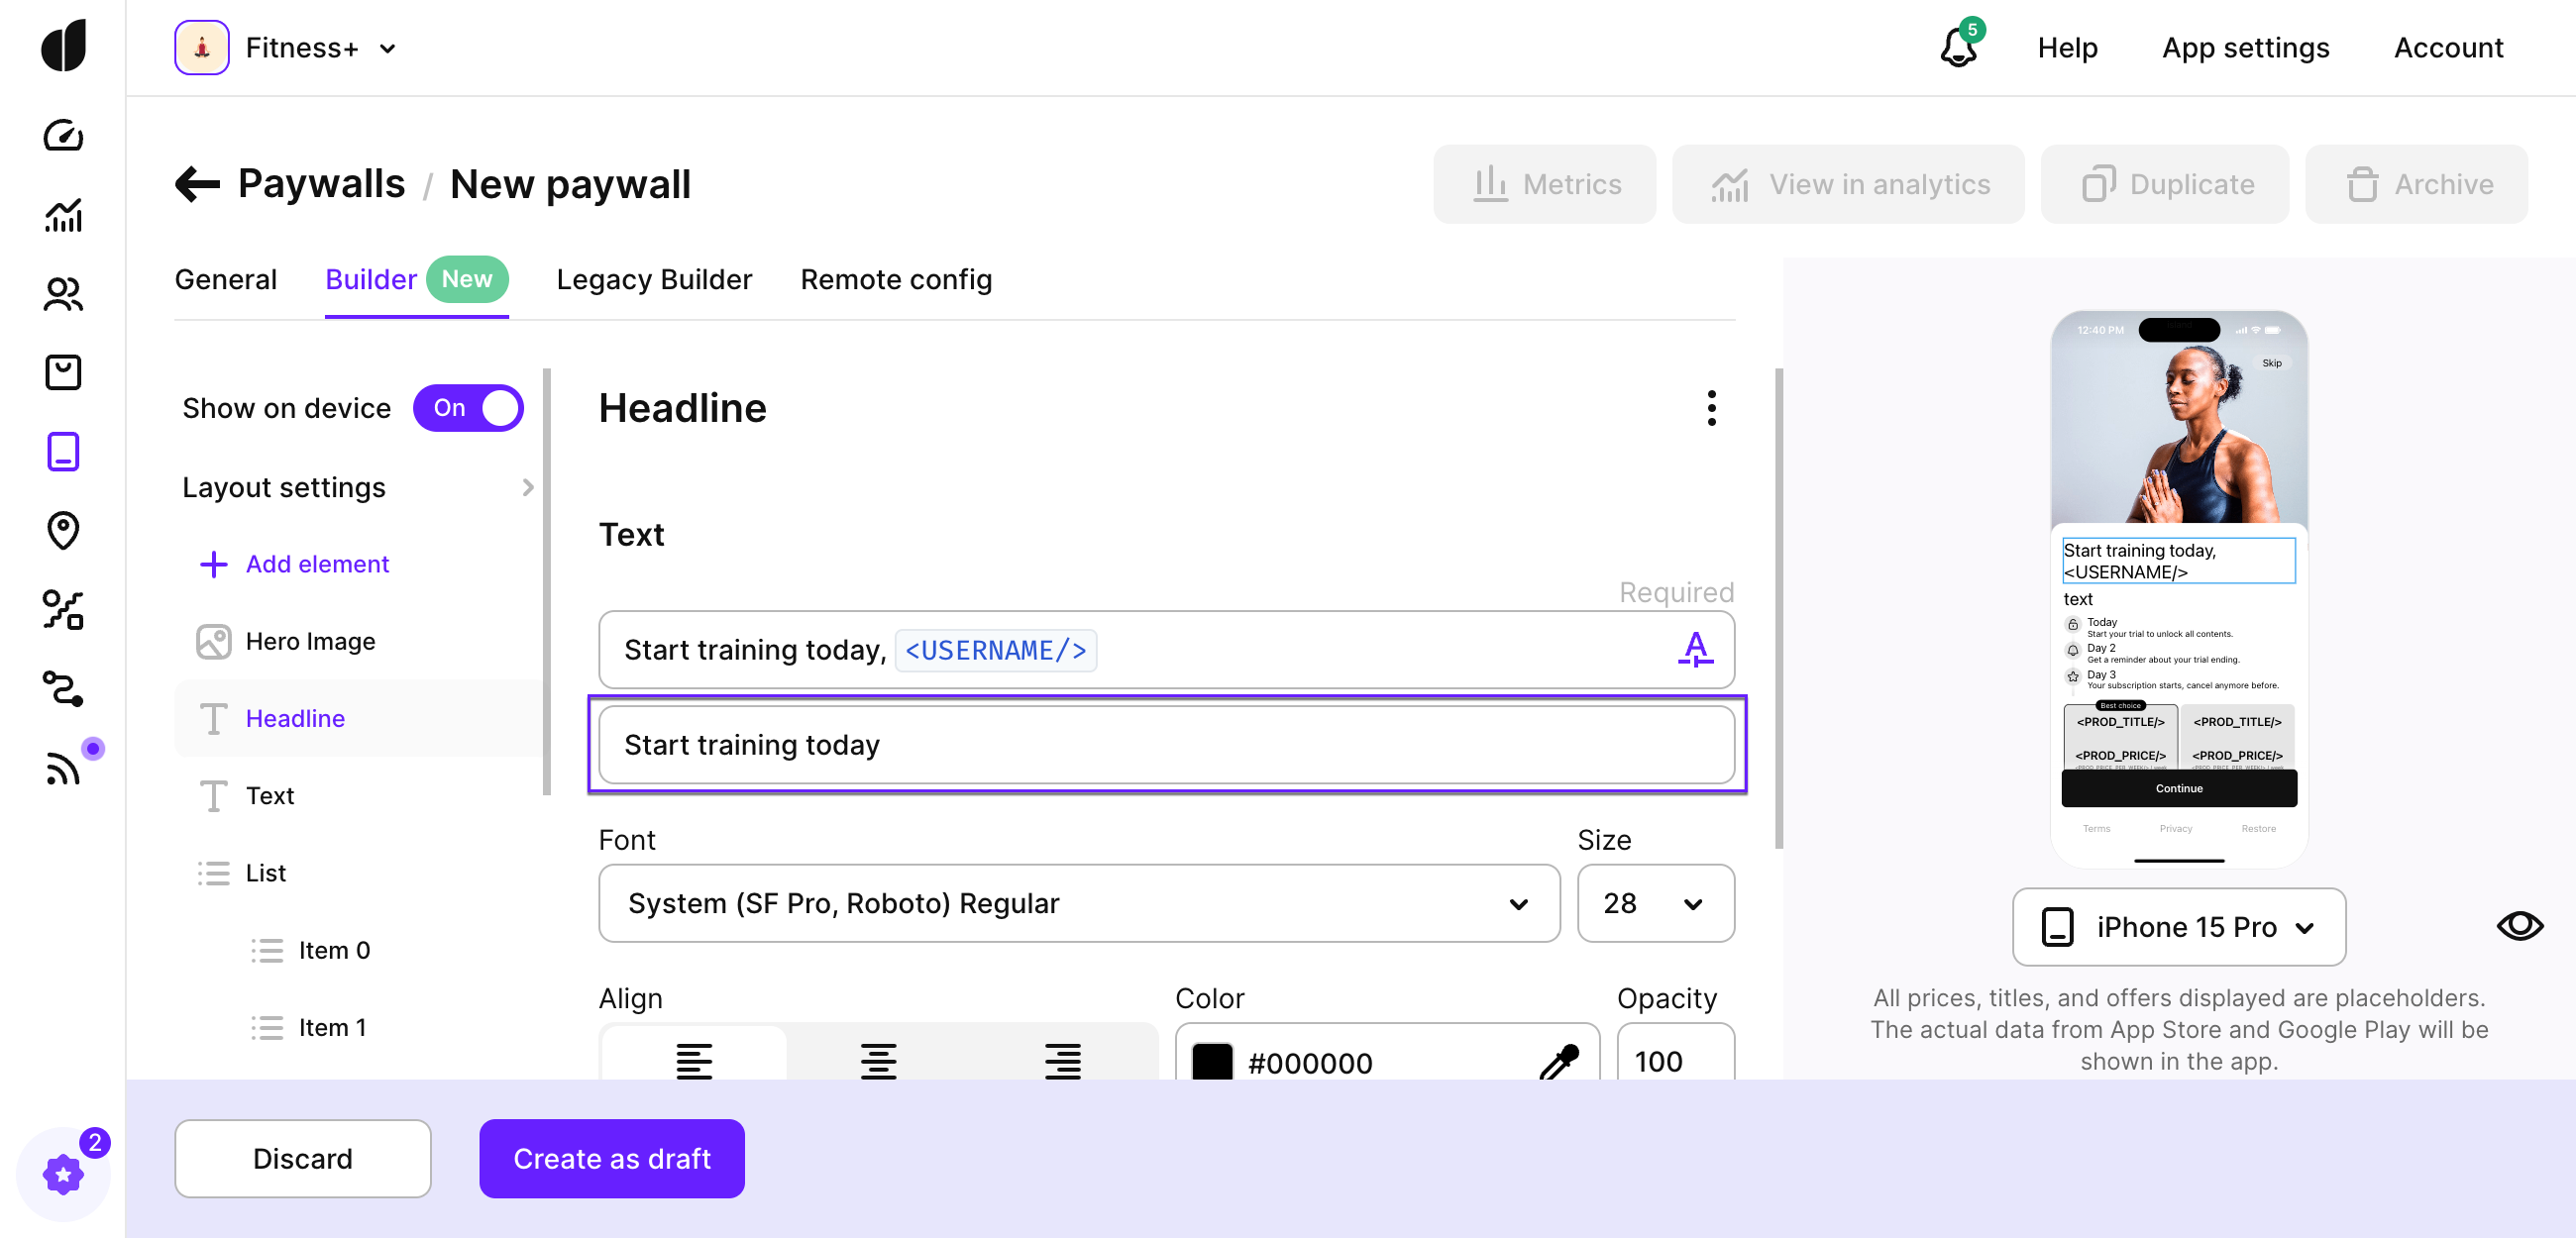 Fitness+
5
Help
App settings
Account
Paywalls / New paywall
Metrics
View in analytics
Duplicate
Archive
General
Builder New
Legacy Builder
Remote config
Show on device On
Layout settings
Add element
Hero Image
Headline
Text
List
Item 0
Item 1
Headline
Text
Required
Start training today, <USERNAME/>
Start training today
Font
System (SF Pro, Roboto) Regular
Size
28
Align
Color
#000000
Opacity
100
12:40 PM
Skip
Start training today,
<USERNAME/>
text
Today
Start your trial to unlock all contents.
Day 2
Get a reminder about your trial ending.
Day 3
Your subscription starts, cancel anymore before.
Best choice
<PROD_TITLE/>
<PROD_TITLE/>
<PROD_PRICE/>
<PROD_PRICE/>
Continue
Terms
Privacy
Restore
iPhone 15 Pro
All prices, titles, and offers displayed are placeholders.
The actual data from App Store and Google Play will be
shown in the app.
2
Discard
Create as draft